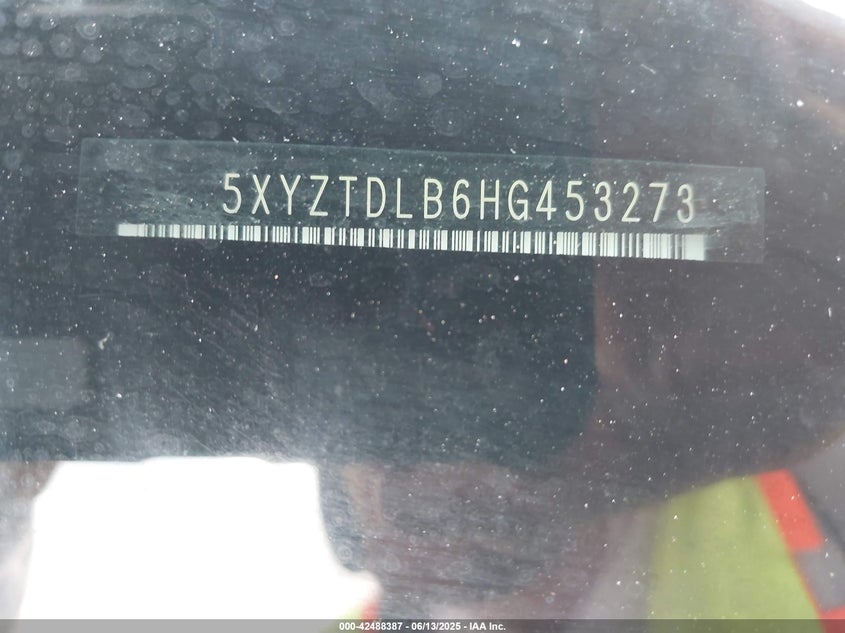 5XYZTDLB6HG453273
000-42488387 - 06/13/2025 - IAA Inc.